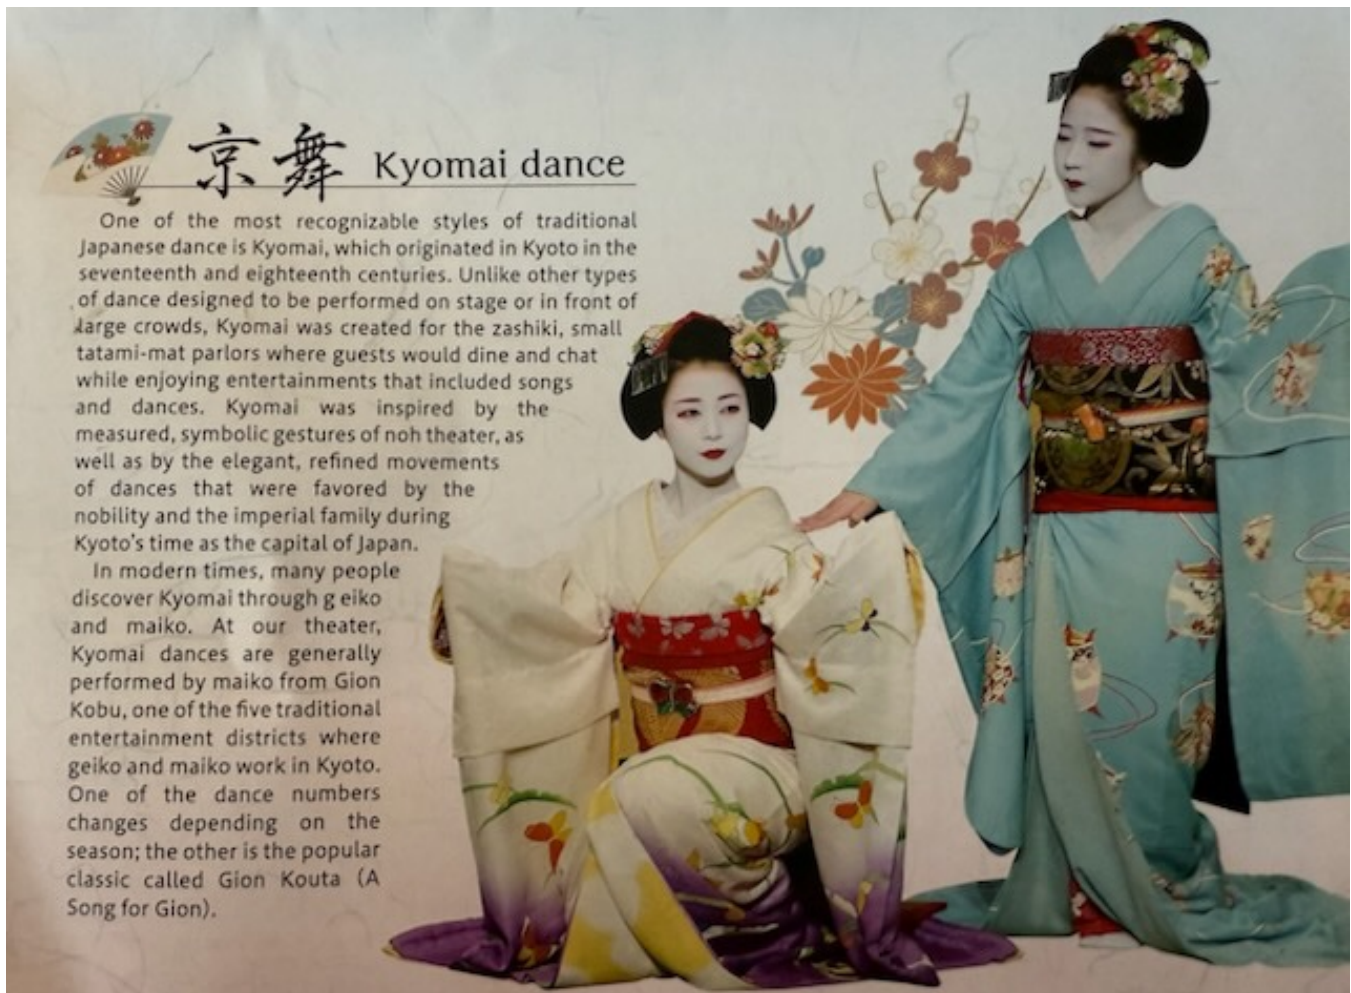 京舞 Kyomai dance
One of the most recognizable styles of traditional
Japanese dance is Kyomai, which originated in Kyoto in the
seventeenth and eighteenth centuries. Unlike other types
of dance designed to be performed on stage or in front of
large crowds, Kyomai was created for the zashiki, small
tatami-mat parlors where guests would dine and chat
while enjoying entertainments that included songs
and dances. Kyomai was inspired by the
measured, symbolic gestures of noh theater, as
well as by the elegant, refined movements
of dances that were favored by the
nobility and the imperial family during
Kyoto's time as the capital of Japan.
In modern times, many people
discover Kyomai through g eiko
and maiko. At our theater,
Kyomai dances are generally
performed by maiko from Gion
Kobu, one of the five traditional
entertainment districts where
geiko and maiko work in Kyoto.
One of the dance numbers
changes depending on the
season; the other is the popular
classic called Gion Kouta (A
Song for Gion).